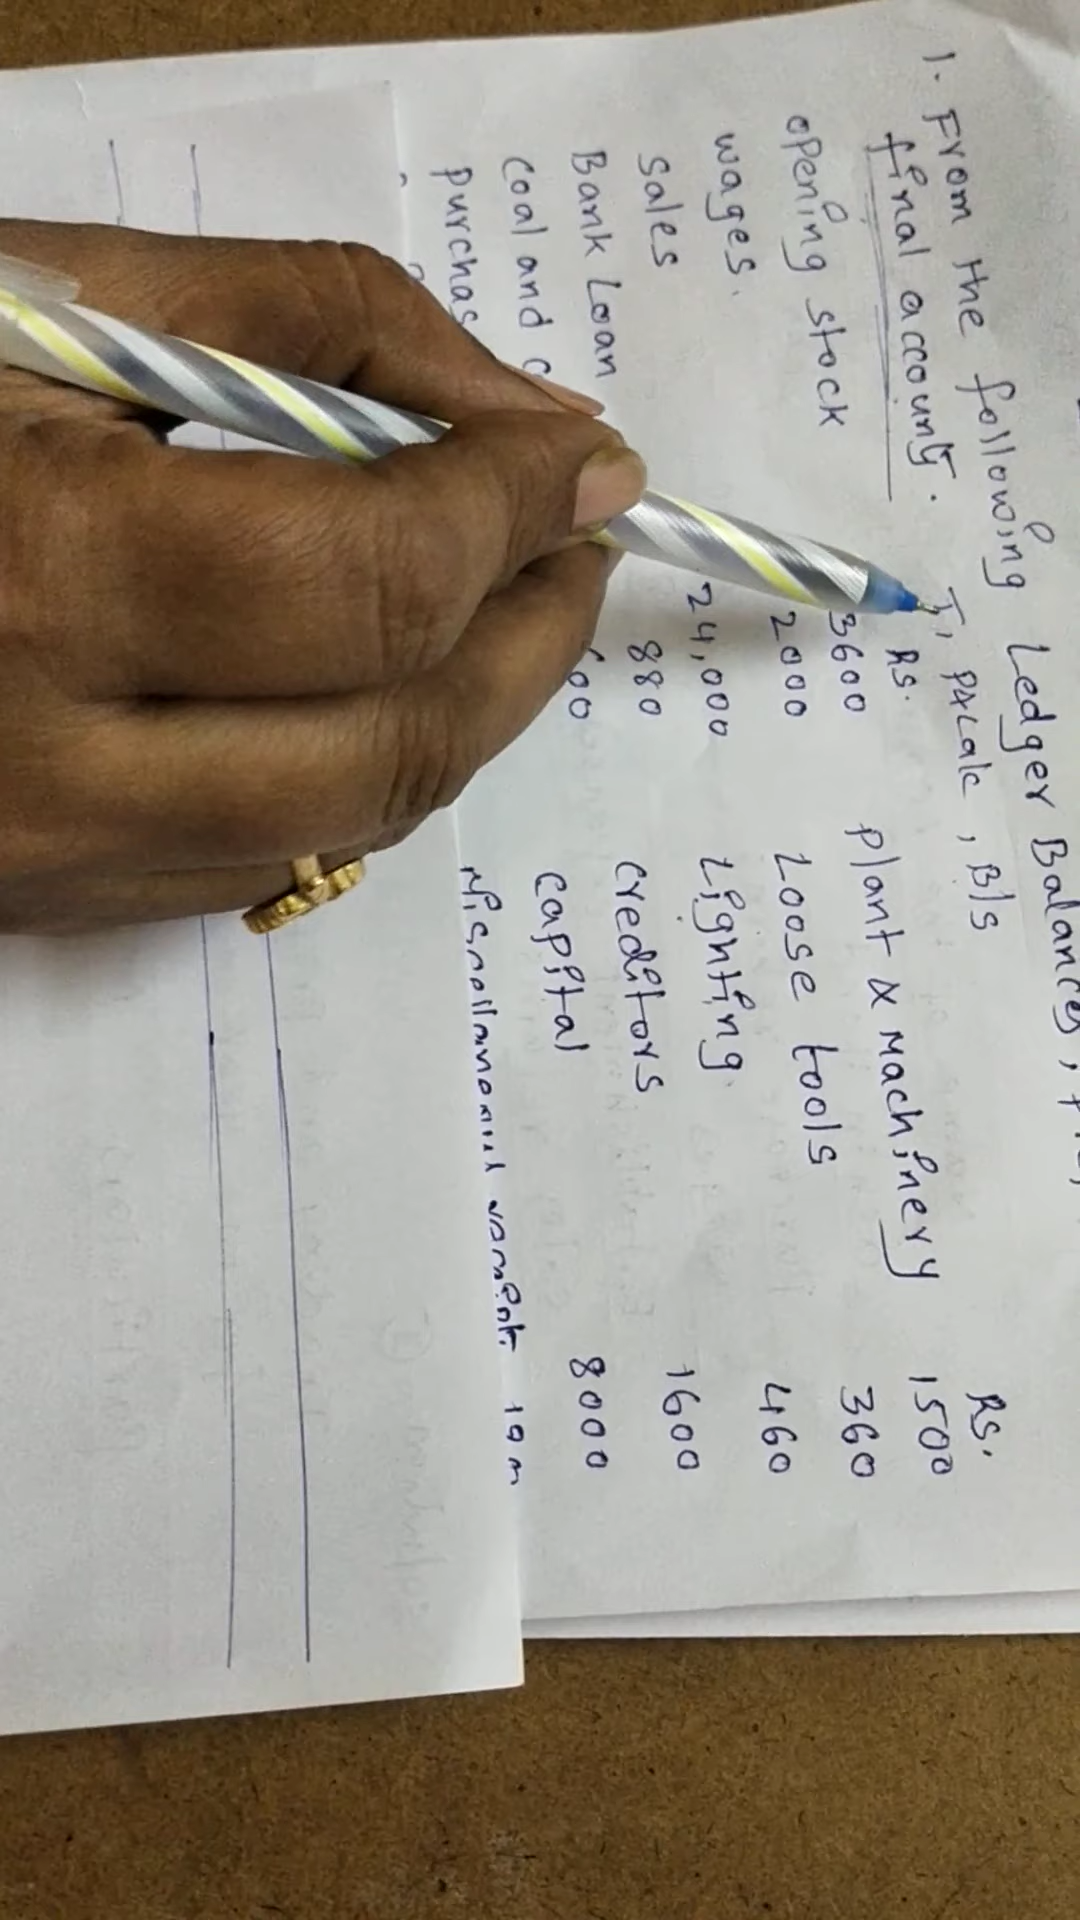 1. From the following Ledger Balances,
final account. T, P&Lalc, B/s
Rs. Rs.
opening stock 3600 plant & Machinery 1500
wages. 2000 Loose tools 360
sales 24,000 Lighting 460
Bank Loan 880 creditors 1600
coal and capital 8000